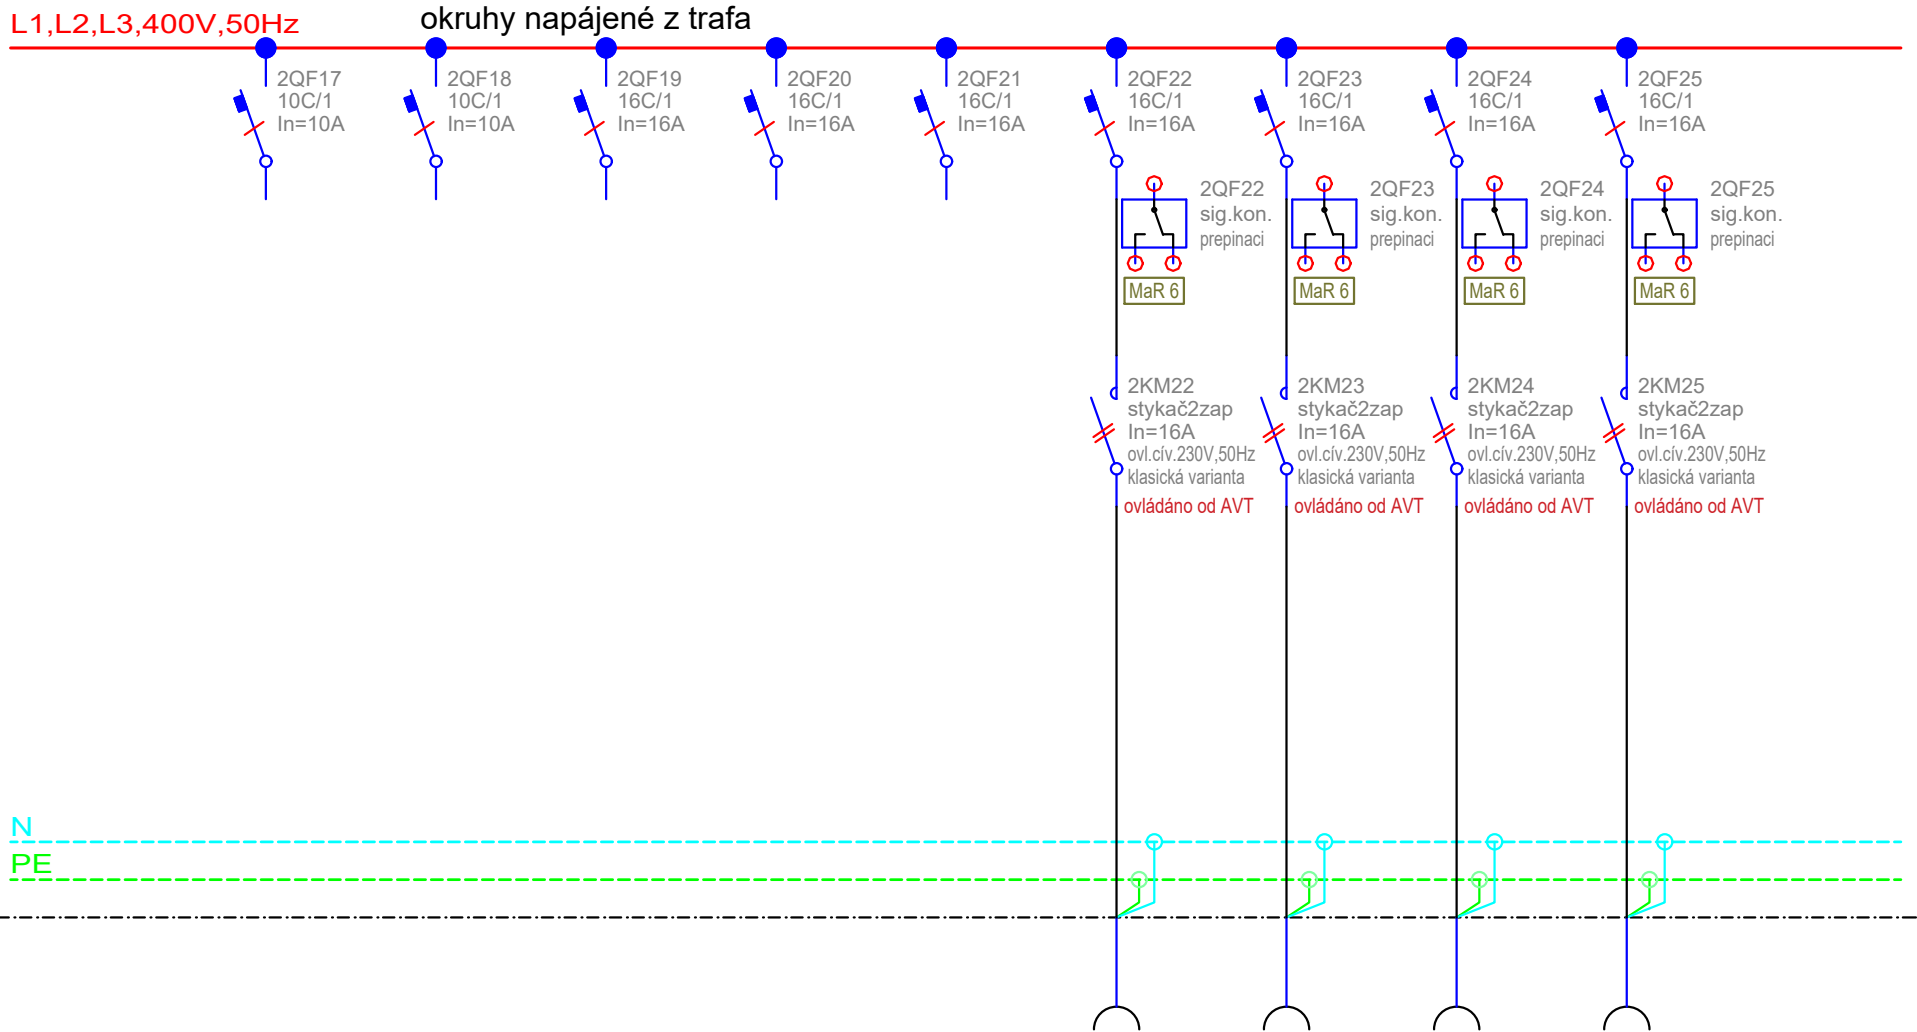 L1,L2,L3,400V,50Hz
okruhy napájené z trafa
2QF17
10C/1
In=10A
2QF18
10C/1
In=10A
2QF19
16C/1
In=16A
2QF20
16C/1
In=16A
2QF21
16C/1
In=16A
2QF22
16C/1
In=16A
2QF23
16C/1
In=16A
2QF24
16C/1
In=16A
2QF25
16C/1
In=16A
2QF22
sig.kon.
prepinaci
MaR 6
2QF23
sig.kon.
prepinaci
MaR 6
2QF24
sig.kon.
prepinaci
MaR 6
2QF25
sig.kon.
prepinaci
MaR 6
2KM22
stykač2zap
In=16A
ovl.cív.230V,50Hz
klasická varianta
ovládáno od AVT
2KM23
stykač2zap
In=16A
ovl.cív.230V,50Hz
klasická varianta
ovládáno od AVT
2KM24
stykač2zap
In=16A
ovl.cív.230V,50Hz
klasická varianta
ovládáno od AVT
2KM25
stykač2zap
In=16A
ovl.cív.230V,50Hz
klasická varianta
ovládáno od AVT
N
PE